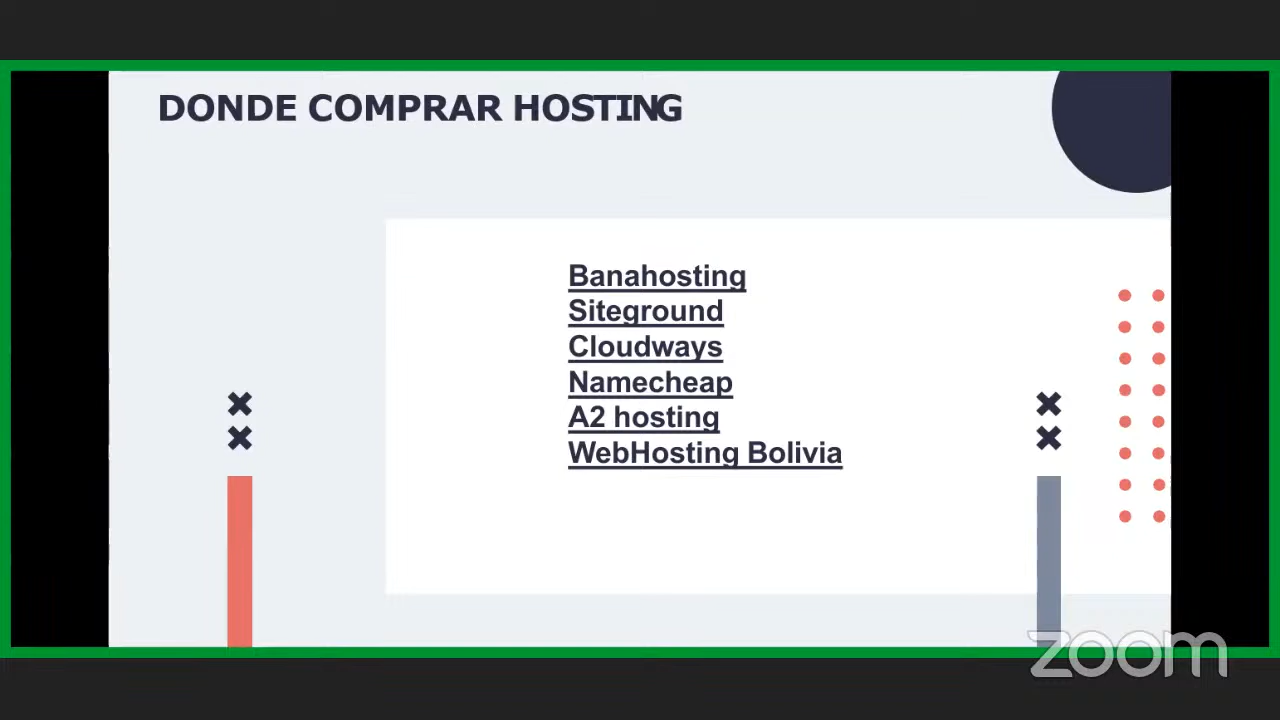 DONDE COMPRAR HOSTING
Banahosting
Siteground
Cloudways
Namecheap
A2 hosting
WebHosting Bolivia
zoom